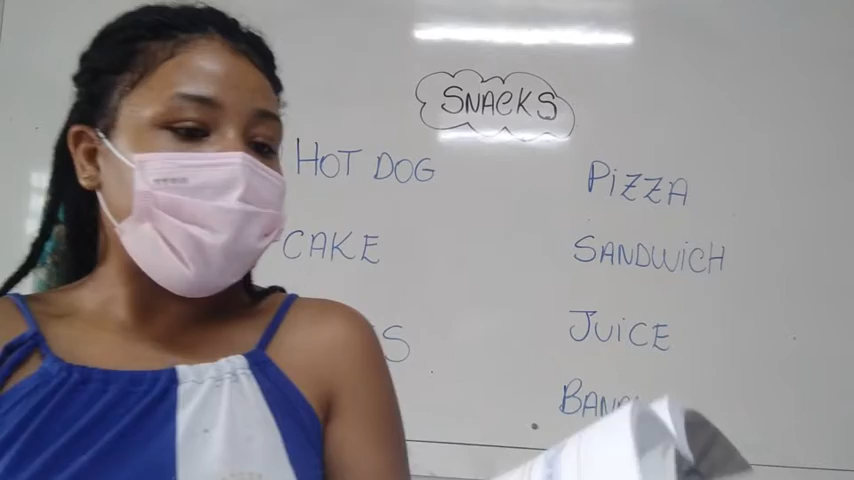 SNACKS
HOT DOG
PIZZA
CAKE
SANDWICH
JUICE